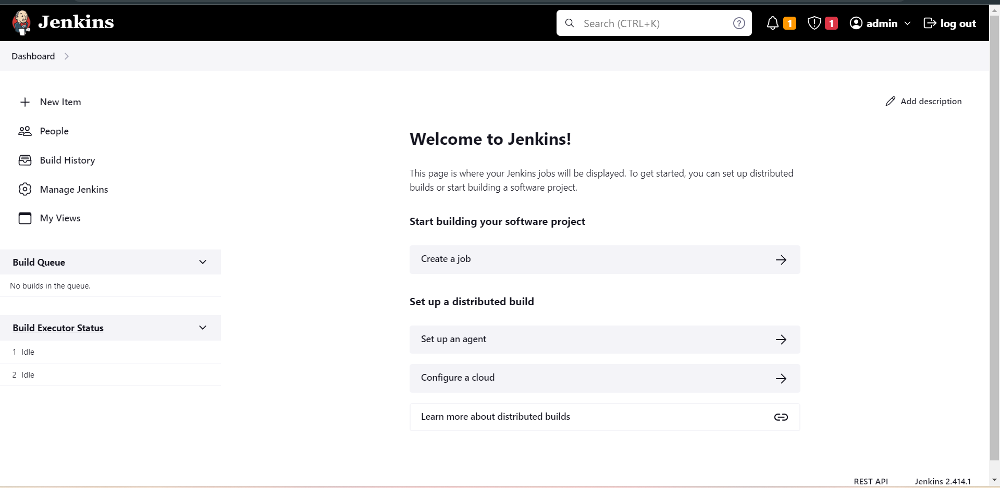 Jenkins
Search (CTRL+K)
1
1
admin
log out
Dashboard
New Item
People
Build History
Manage Jenkins
My Views
Build Queue
No builds in the queue.
Build Executor Status
1 Idle
2 Idle
Add description
Welcome to Jenkins!
This page is where your Jenkins jobs will be displayed. To get started, you can set up distributed
builds or start building a software project.
Start building your software project
Create a job
Set up a distributed build
Set up an agent
Configure a cloud
Learn more about distributed builds
REST API
Jenkins 2.414.1